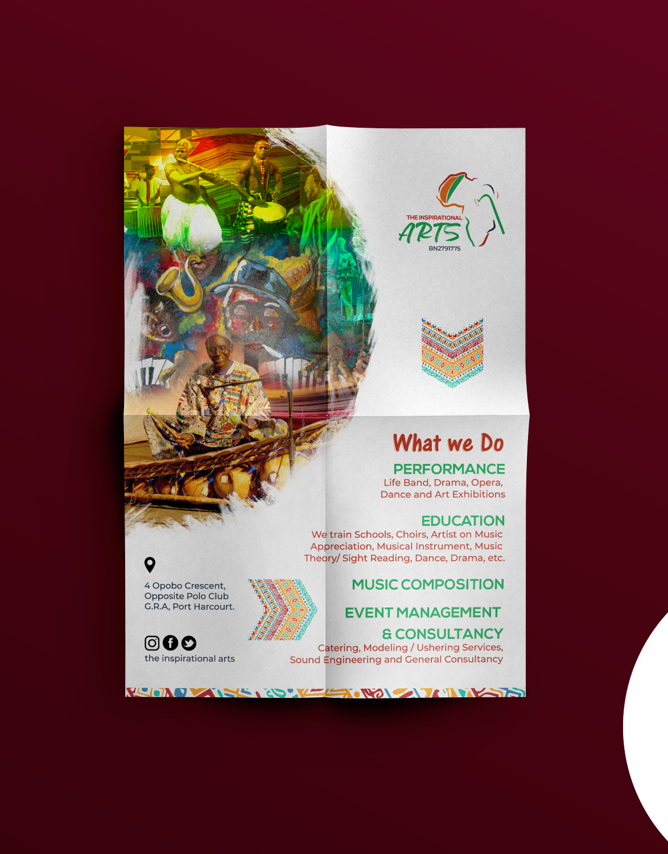 THE INSPIRATIONAL
ARTS
BN2791775
What we Do
PERFORMANCE
Life Band, Drama, Opera,
Dance and Art Exhibitions
EDUCATION
We train Schools, Choirs, Artist on Music
Appreciation, Musical Instrument, Music
Theory/ Sight Reading, Dance, Drama, etc.
MUSIC COMPOSITION
EVENT MANAGEMENT
& CONSULTANCY
Catering, Modeling / Ushering Services,
Sound Engineering and General Consultancy
4 Opobo Crescent,
Opposite Polo Club
G.R.A, Port Harcourt.
the inspirational arts